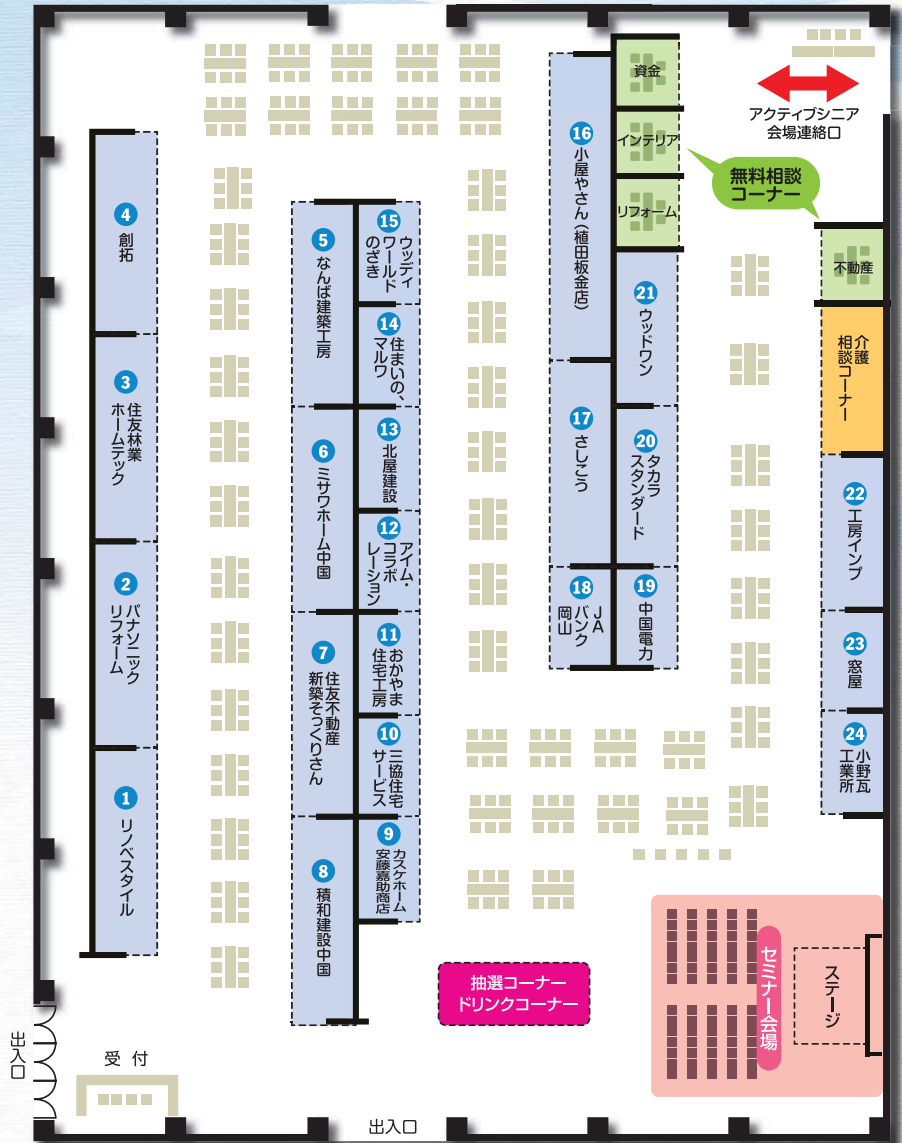 資金
インテリア
リフォーム
アクティブシニア
会場連絡口
無料相談
コーナー
不動産
介護
相談コーナー
4
創拓
3
住友林業
ホームテック
2
パナソニック
リフォーム
1
リノベスタイル
5
なんば建築工房
6
ミサワホーム中国
7
住友不動産
新築そっくりさん
8
積和建設中国
15
ウッディ
ワールド
のざき
14
住まいの、
マルワ
13
北屋建設
12
アイム・
コラボ
レーション
11
おかやま
住宅工房
10
三協住宅
サービス
9
カスケホーム
安藤嘉助商店
16
小屋やさん(植田板金店)
17
さしこう
18
JA
バンク
岡山
21
ウッドワン
20
タカラ
スタンダード
19
中国電力
22
工房インプ
23
窓屋
24
小野瓦
工業所
抽選コーナー
ドリンクコーナー
セミナー会場
ステージ
出入口
受付
出入口